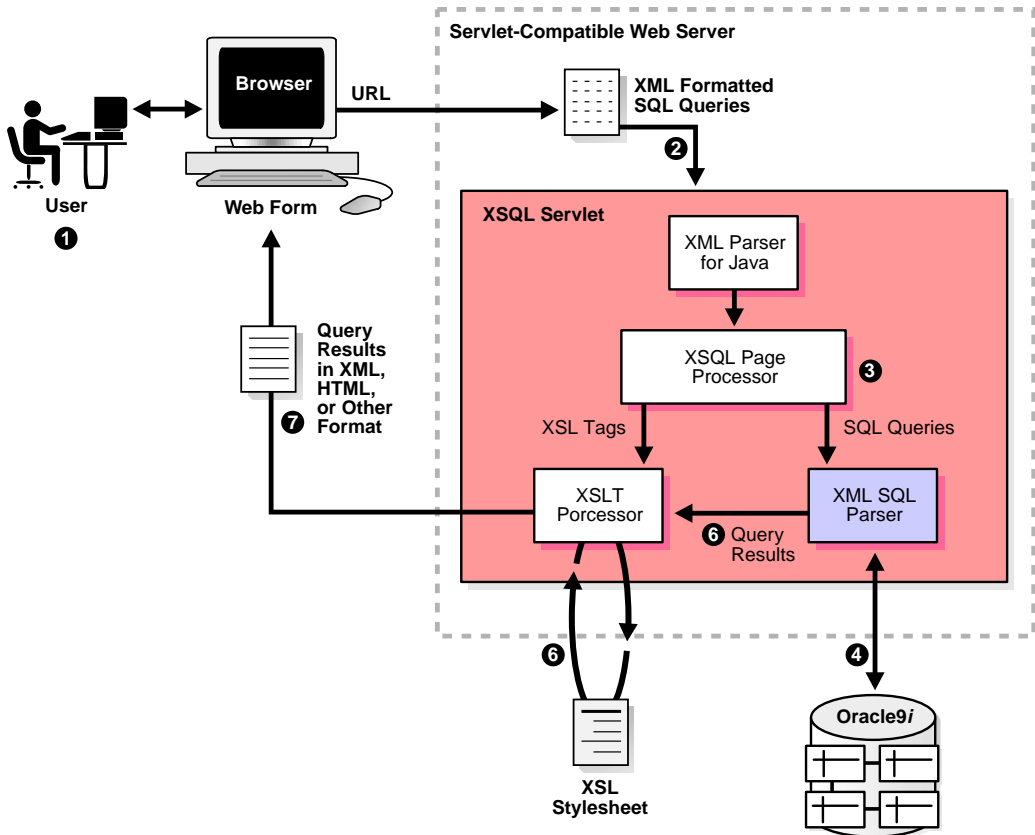 Servlet-Compatible Web Server
Browser
URL
XML Formatted
SQL Queries
2
User
1
Web Form
XSQL Servlet
XML Parser
for Java
XSQL Page
Processor
3
Query
Results
in XML,
HTML,
or Other
Format
7
XSL Tags
SQL Queries
XSLT
Porcessor
XML SQL
Parser
6 Query
Results
6
4
XSL
Stylesheet
Oracle9i